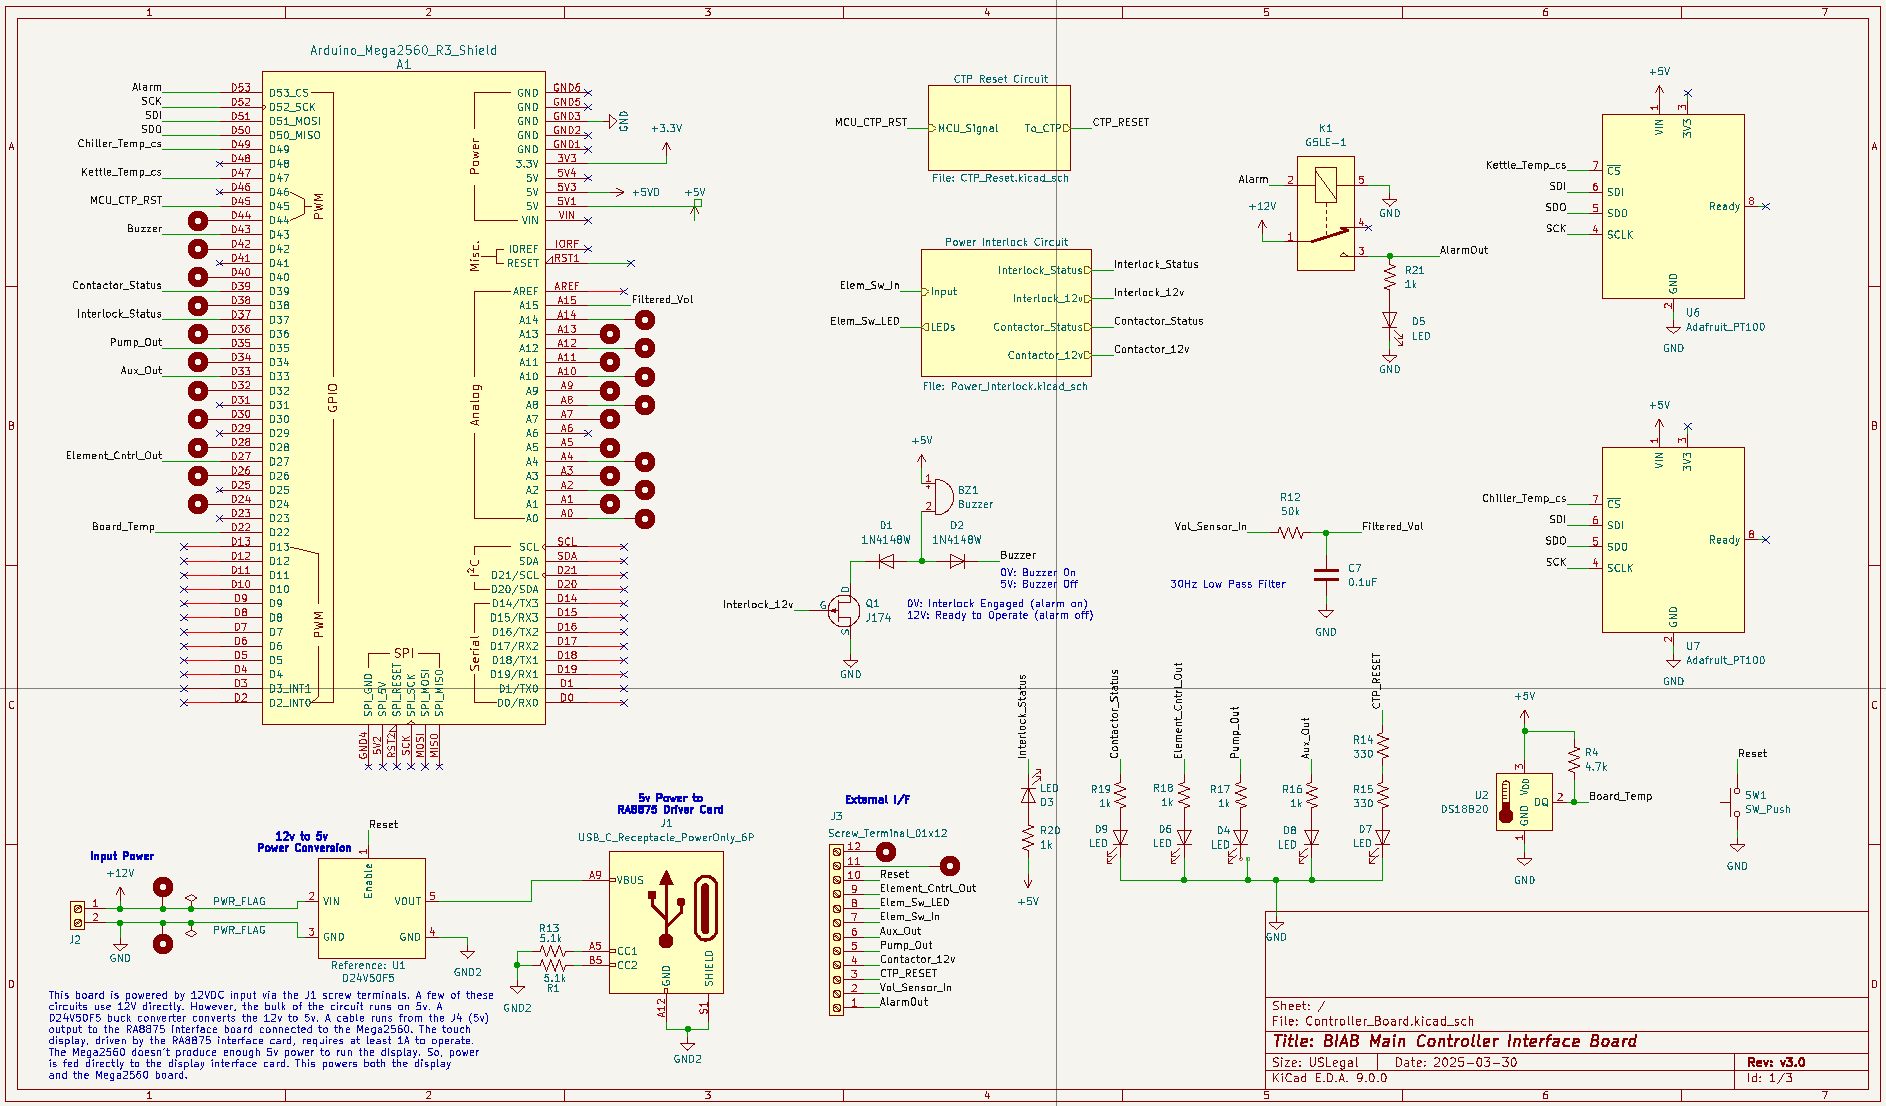 1 2 3 4 5 6 7
A
B
C
D
Arduino_Mega2560_R3_Shield
A1
Alarm D53 D53_CS
SCK D52 D52_SCK
SDI D51 D51_MOSI
SDO D50 D50_MISO
Chiller_Temp_cs D49 D49
D48 D48
Kettle_Temp_cs D47 D47
D46 D46
MCU_CTP_RST D45 D45
D44 D44
Buzzer D43 D43
D42 D42
D41 D41
D40 D40
Contactor_Status D39 D39
D38 D38
Interlock_Status D37 D37
D36 D36
Pump_Out D35 D35
D34 D34
Aux_Out D33 D33
D32 D32
D31 D31
D30 D30
D29 D29
D28 D28
Element_Cntrl_Out D27 D27
D26 D26
D25 D25
D24 D24
D23 D23
Board_Temp D22 D22
D13 D13
D12 D12
D11 D11
D10 D10
D9 D9
D8 D8
D7 D7
D6 D6
D5 D5
D4 D4
D3 D3_INT1
D2 D2_INT0
PWM
GPIO
PWM
Power
Misc.
Analog
I²C
Serial
SPI
GND GND6
GND GND5
GND GND3 GND
GND GND2
GND GND1
3.3V 3V3 +3.3V
5V 5V4
5V 5V3 +5VD
5V 5V1 +5V
VIN VIN
IOREF IORF
RESET RST1
AREF AREF
A15 A15 Filtered_Vol
A14 A14
A13 A13
A12 A12
A11 A11
A10 A10
A9 A9
A8 A8
A7 A7
A6 A6
A5 A5
A4 A4
A3 A3
A2 A2
A1 A1
A0 A0
SCL SCL
SDA SDA
D21/SCL D21
D20/SDA D20
D14/TX3 D14
D15/RX3 D15
D16/TX2 D16
D17/RX2 D17
D18/TX1 D18
D19/RX1 D19
D1/TX0 D1
D0/RX0 D0
SPI_GND SPI_5V SPI_RESET SPI_SCK SPI_MOSI SPI_MISO
GND4 5V2 RST2 SCK MOSI MISO
CTP Reset Circuit
MCU_CTP_RST MCU_Signal To_CTP CTP_RESET
File: CTP_Reset.kicad_sch
Power Interlock Circuit
Interlock_Status Interlock_Status
Elem_Sw_In Input
Interlock_12v Interlock_12v
Elem_Sw_LED LEDs
Contactor_Status Contactor_Status
Contactor_12v Contactor_12v
File: Power_Interlock.kicad_sch
K1
G5LE-1
Alarm 2 5
GND
+12V
1 4
3 AlarmOut
R21
1k
D5
LED
GND
+5V
1 3
VIN 3V3
Kettle_Temp_cs 7 CS
SDI 6 SDI
SDO 5 SDO
SCK 4 SCLK
Ready 8
GND
2
U6
Adafruit_PT100
GND
+5V
1 3
VIN 3V3
Chiller_Temp_cs 7 CS
SDI 6 SDI
SDO 5 SDO
SCK 4 SCLK
Ready 8
GND
2
U7
Adafruit_PT100
GND
+5V
1
+
2
BZ1
Buzzer
D1
1N4148W
D2
1N4148W
Buzzer
0V: Buzzer On
5V: Buzzer Off
Interlock_12v G D S
Q1
J174
0V: Interlock Engaged (alarm on)
12V: Ready to Operate (alarm off)
GND
R12
50k
Vol_Sensor_In Filtered_Vol
30Hz Low Pass Filter
C7
0.1uF
GND
Interlock_Status
LED
D3
R20
1k
+5V
Contactor_Status
R19
1k
D9
LED
Element_Cntrl_Out
R18
1k
D6
LED
Pump_Out
R17
1k
D4
LED
Aux_Out
R16
1k
D8
LED
CTP_RESET
R14
330
R15
330
D7
LED
GND
+5V
3
U2
DS18B20
VDD
GND DQ 2
1
GND
R4
4.7k
Board_Temp
Reset
SW1
SW_Push
GND
Input Power
+12V
1
2
J2
GND
PWR_FLAG
PWR_FLAG
12v to 5v
Power Conversion
Reset
1
Enable
2 VIN VOUT 5
3 GND GND 4
Reference: U1
D24V50F5
GND2
5v Power to
RA8875 Driver Card
J1
USB_C_Receptacle_PowerOnly_6P
A9 VBUS
R13
5.1k
A5 CC1
B5 CC2
5.1k
R1
GND2
GND SHIELD
A12 S1
GND2
External I/F
J3
Screw_Terminal_01x12
12
11
10 Reset
9 Element_Cntrl_Out
8 Elem_Sw_LED
7 Elem_Sw_In
6 Aux_Out
5 Pump_Out
4 Contactor_12v
3 CTP_RESET
2 Vol_Sensor_In
1 AlarmOut
This board is powered by 12VDC input via the J1 screw terminals. A few of these
circuits use 12V directly. However, the bulk of the circuit runs on 5v. A
D24V5DF5 buck converter converts the 12v to 5v. A cable runs from the J4 (5v)
output to the RA8875 interface board connected to the Mega2560. The touch
display, driven by the RA8875 interface card, requires at least 1A to operate.
The Mega2560 doesn't produce enough 5v power to run the display. So, power
is fed directly to the display interface card. This powers both the display
and the Mega2560 board.
Sheet: /
File: Controller_Board.kicad_sch
Title: BIAB Main Controller Interface Board
Size: USLegal Date: 2025-03-30 Rev: v3.0
KiCad E.D.A. 9.0.0 Id: 1/3
A
B
C
D
1 2 3 4 5 6 7